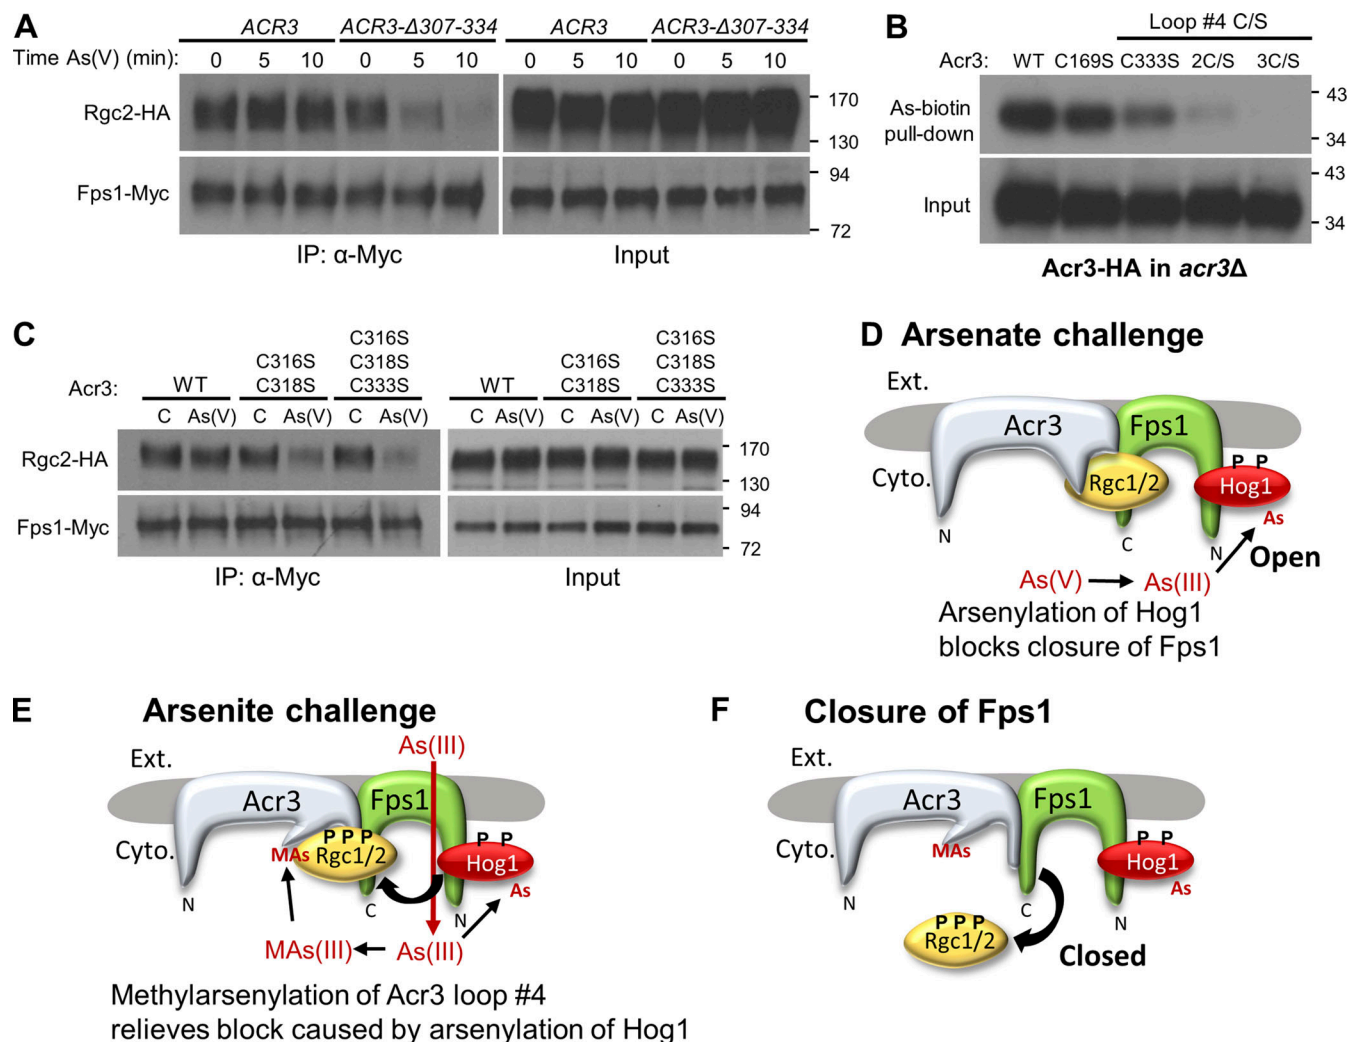 A
ACR3 ACR3-Δ307-334 ACR3 ACR3-Δ307-334
Time As(V) (min): 0 5 10 0 5 10 0 5 10 0 5 10
Rgc2-HA
170
130
Fps1-Myc
94
72
IP: α-Myc Input
B
Loop #4 C/S
Acr3: WT C169S C333S 2C/S 3C/S
As-biotin
pull-down
43
34
Input
43
34
Acr3-HA in acr3Δ
C
C316S C316S
C316S C318S C316S C318S
Acr3: WT C318S C333S WT C318S C333S
C As(V) C As(V) C As(V) C As(V) C As(V) C As(V)
Rgc2-HA
170
130
Fps1-Myc
94
72
IP: α-Myc Input
D Arsenate challenge
Ext.
Acr3 Fps1
P P
Cyto. Rgc1/2 Hog1
As
N C N Open
As(V) As(III)
Arsenylation of Hog1
blocks closure of Fps1
E Arsenite challenge
As(III)
Ext.
Acr3 Fps1
P P P P P
Cyto. MAs Rgc1/2 Hog1
As
N C N
MAs(III) As(III)
Methylarsenylation of Acr3 loop #4
relieves block caused by arsenylation of Hog1
F Closure of Fps1
Ext.
Acr3 Fps1
P P
Cyto. MAs Hog1
As
N C N
P P P
Rgc1/2 Closed